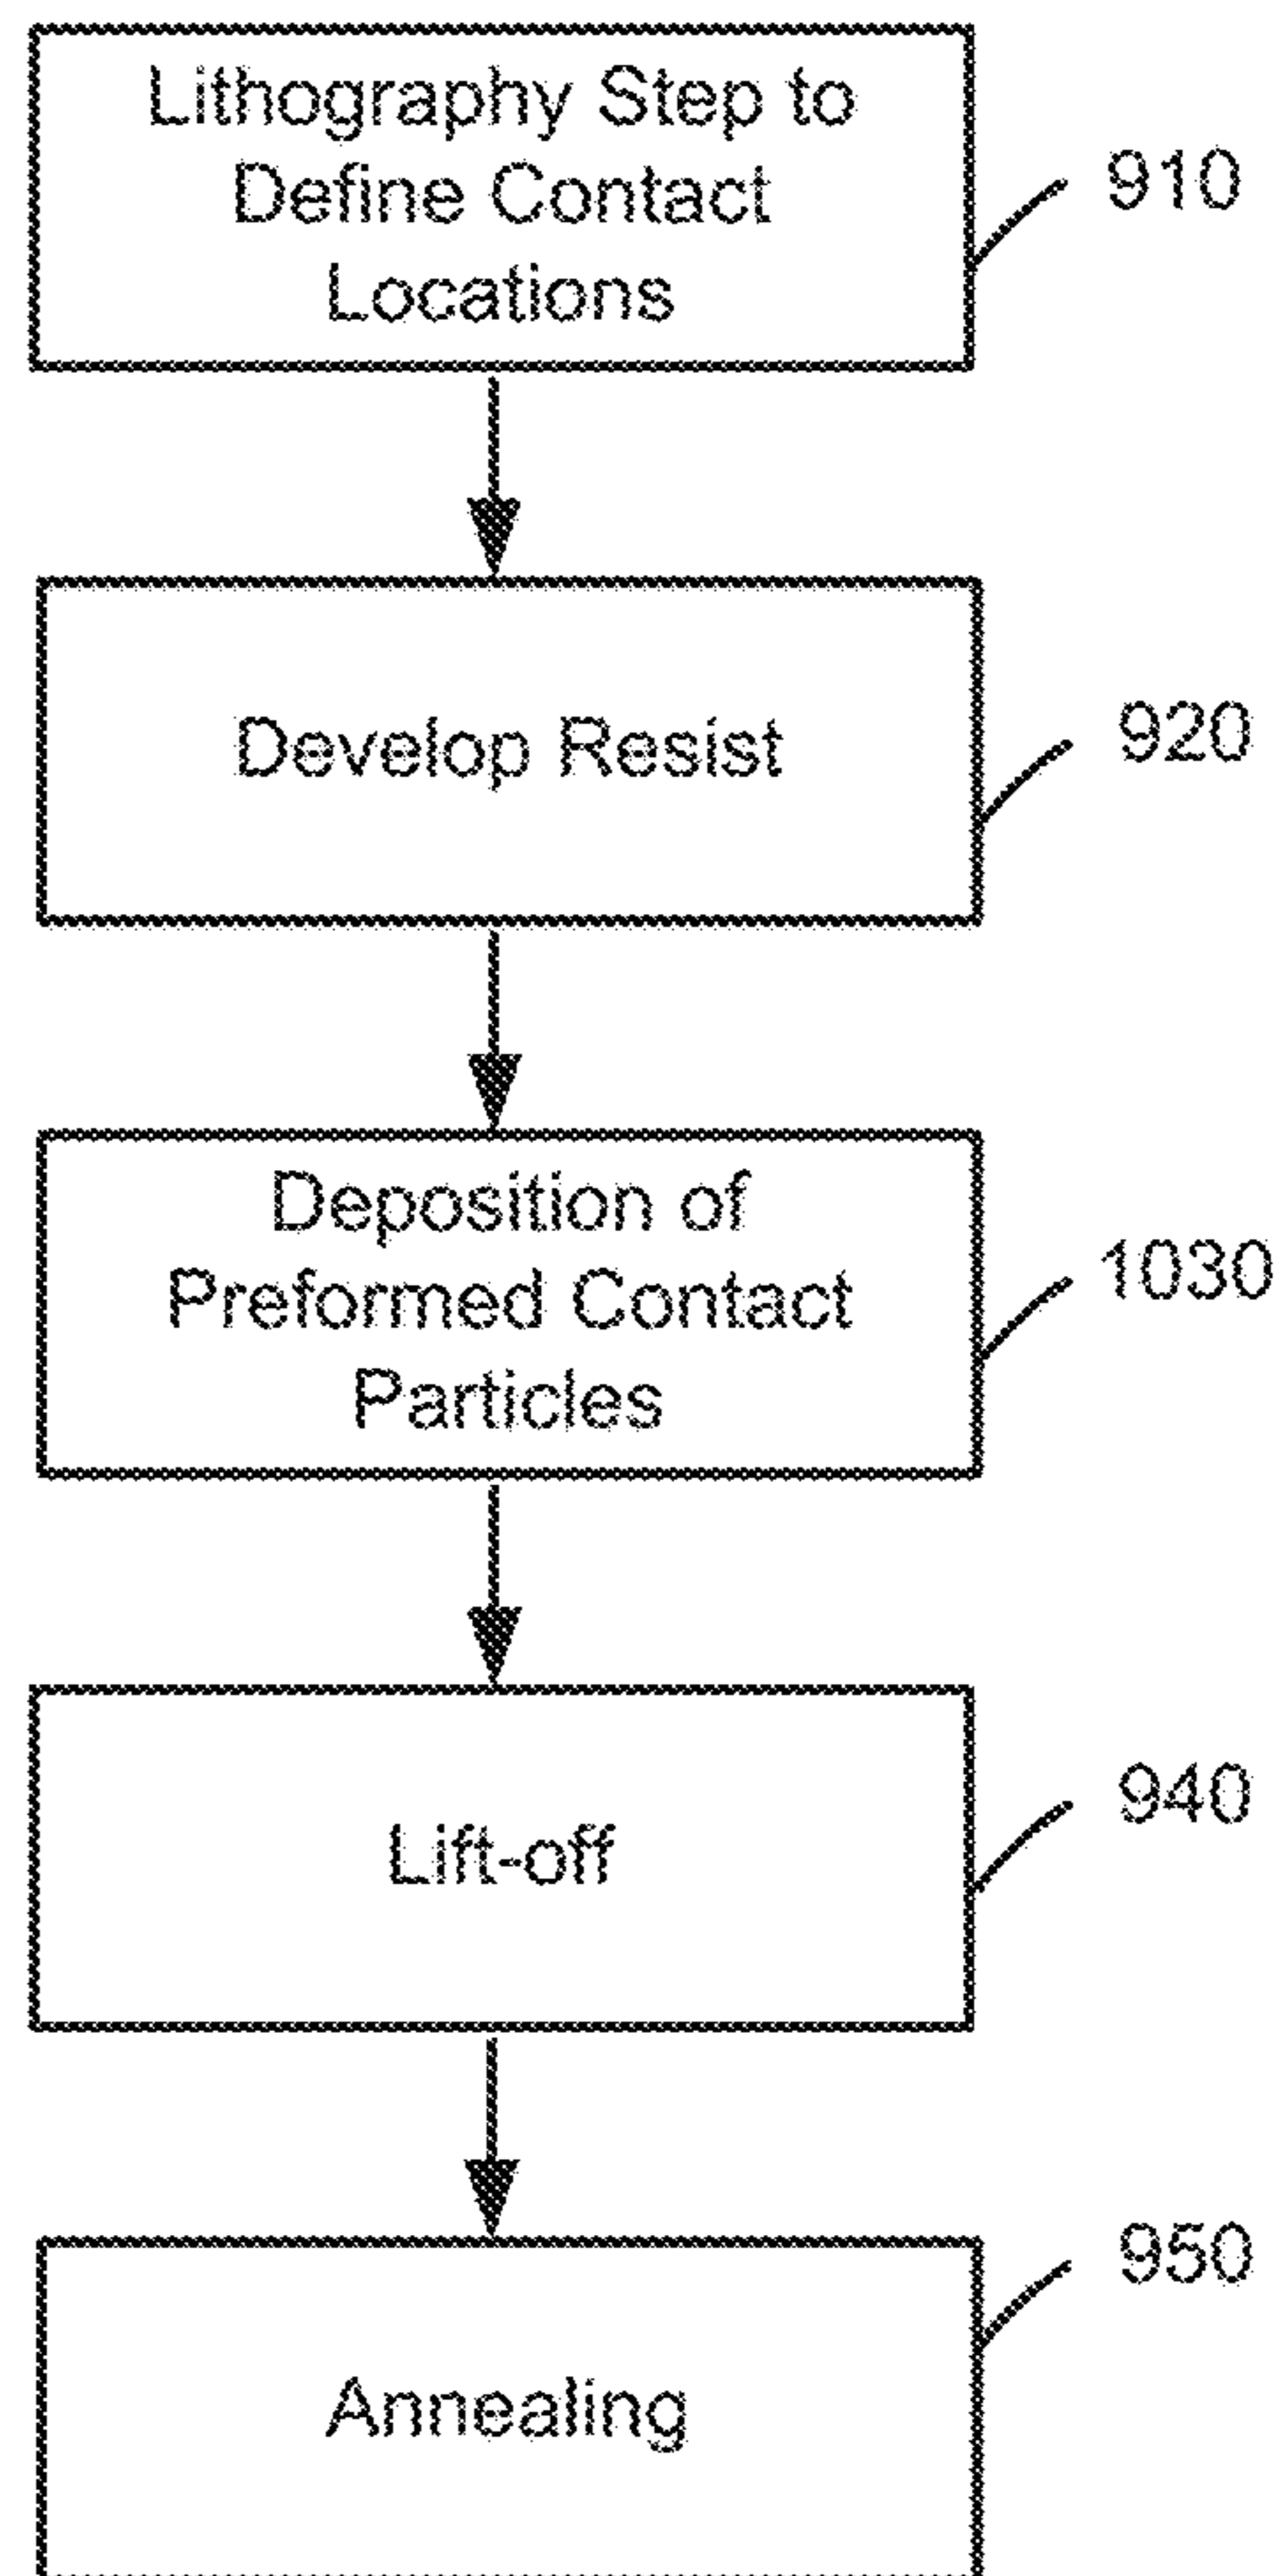 Lithography Step to
Define Contact
Locations
910
Develop Resist
920
Deposition of
Preformed Contact
Particles
1030
Lift-off
940
Annealing
950